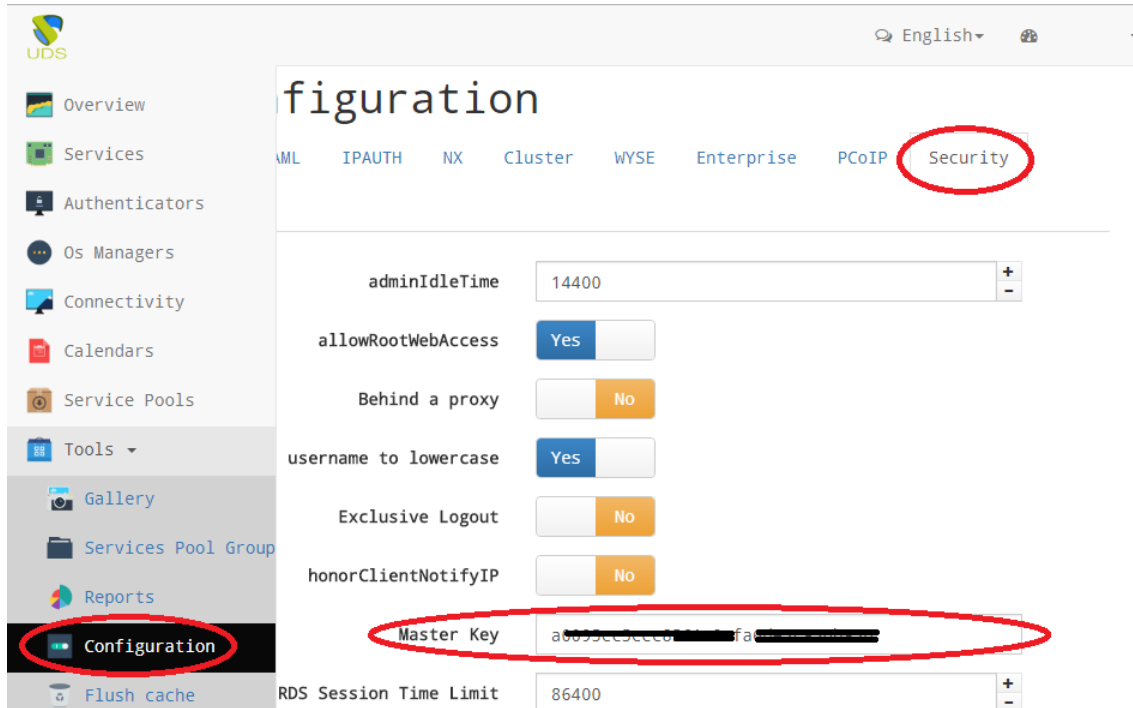 UDS
English
Overview
Services
Authenticators
Os Managers
Connectivity
Calendars
Service Pools
Tools
Gallery
Services Pool Group
Reports
Configuration
Flush cache
figuration
AML IPAUTH NX Cluster WYSE Enterprise PCoIP Security
adminIdleTime 14400 + -
allowRootWebAccess Yes
Behind a proxy No
username to lowercase Yes
Exclusive Logout No
honorClientNotifyIP No
Master Key
RDS Session Time Limit 86400 + -